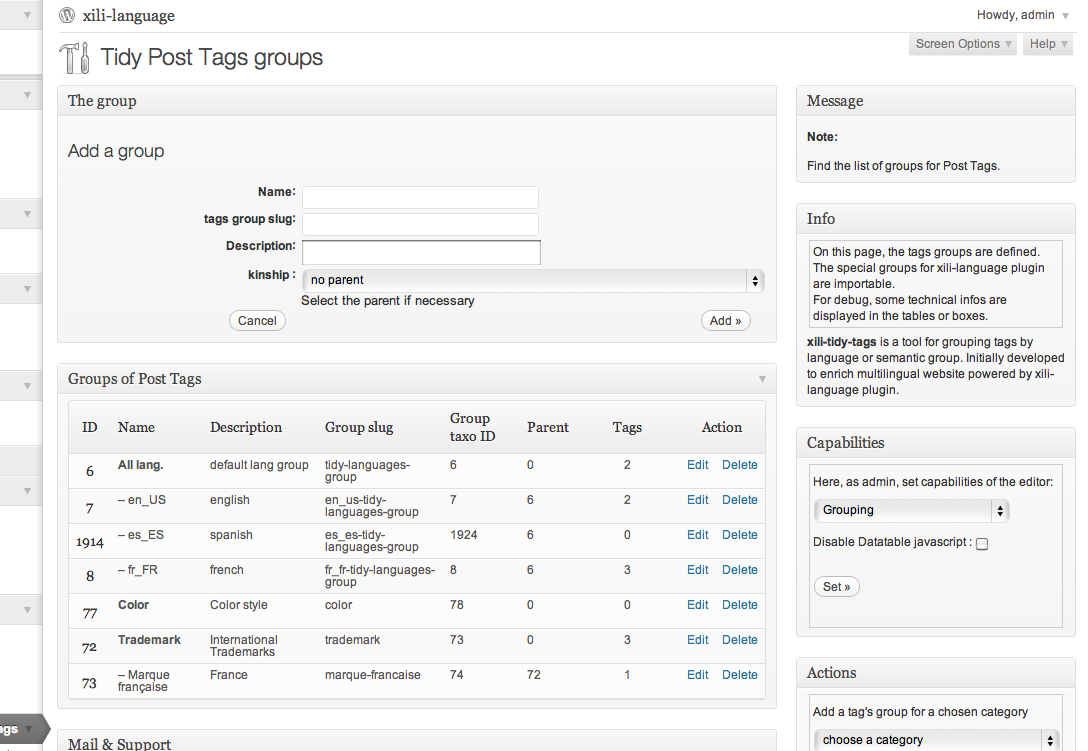 xili-language
Howdy, admin
Tidy Post Tags groups
Screen Options
Help
The group
Add a group
Name:
tags group slug:
Description:
kinship :
no parent
Select the parent if necessary
Cancel
Add »
Groups of Post Tags
ID Name Description Group slug Group taxo ID Parent Tags Action
6 All lang. default lang group tidy-languages-group 6 0 2 Edit Delete
7 – en_US english en_us-tidy-languages-group 7 6 2 Edit Delete
1914 – es_ES spanish es_es-tidy-languages-group 1924 6 0 Edit Delete
8 – fr_FR french fr_fr-tidy-languages-group 8 6 3 Edit Delete
77 Color Color style color 78 0 0 Edit Delete
72 Trademark International Trademarks trademark 73 0 3 Edit Delete
73 – Marque française France marque-francaise 74 72 1 Edit Delete
Mail & Support
Message
Note:
Find the list of groups for Post Tags.
Info
On this page, the tags groups are defined.
The special groups for xili-language plugin
are importable.
For debug, some technical infos are
displayed in the tables or boxes.
xili-tidy-tags is a tool for grouping tags by
language or semantic group. Initially developed
to enrich multilingual website powered by xili-
language plugin.
Capabilities
Here, as admin, set capabilities of the editor:
Grouping
Disable Datatable javascript :
Set »
Actions
Add a tag's group for a chosen category
choose a category